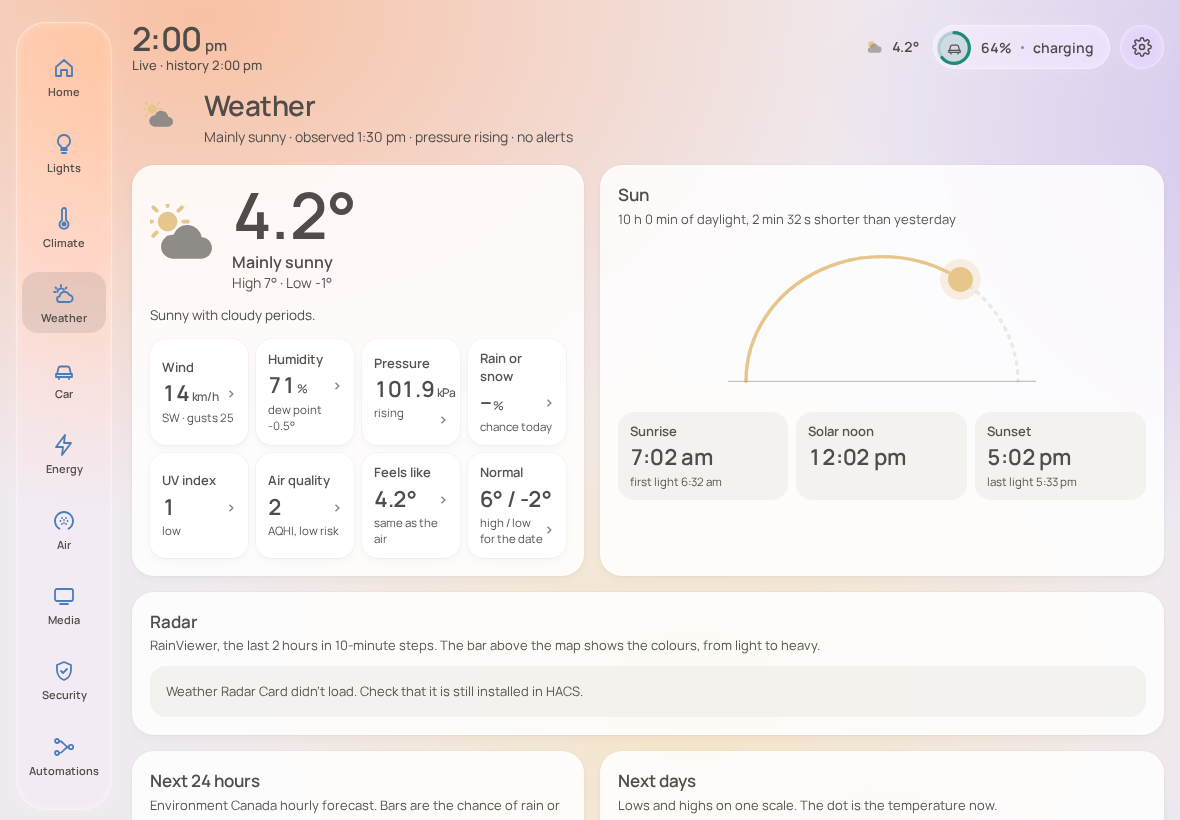 2:00 pm
Live · history 2:00 pm
4.2°
64% · charging
Home
Lights
Climate
Weather
Car
Energy
Air
Media
Security
Automations
Weather
Mainly sunny · observed 1:30 pm · pressure rising · no alerts
4.2°
Mainly sunny
High 7° · Low -1°
Sunny with cloudy periods.
Wind
14 km/h
SW · gusts 25
Humidity
71 %
dew point
-0.5°
Pressure
101.9 kPa
rising
Rain or
snow
– %
chance today
UV index
1
low
Air quality
2
AQHI, low risk
Feels like
4.2°
same as the
air
Normal
6° / -2°
high / low
for the date
Sun
10 h 0 min of daylight, 2 min 32 s shorter than yesterday
Sunrise
7:02 am
first light 6:32 am
Solar noon
12:02 pm
Sunset
5:02 pm
last light 5:33 pm
Radar
RainViewer, the last 2 hours in 10-minute steps. The bar above the map shows the colours, from light to heavy.
Weather Radar Card didn't load. Check that it is still installed in HACS.
Next 24 hours
Environment Canada hourly forecast. Bars are the chance of rain or
Next days
Lows and highs on one scale. The dot is the temperature now.